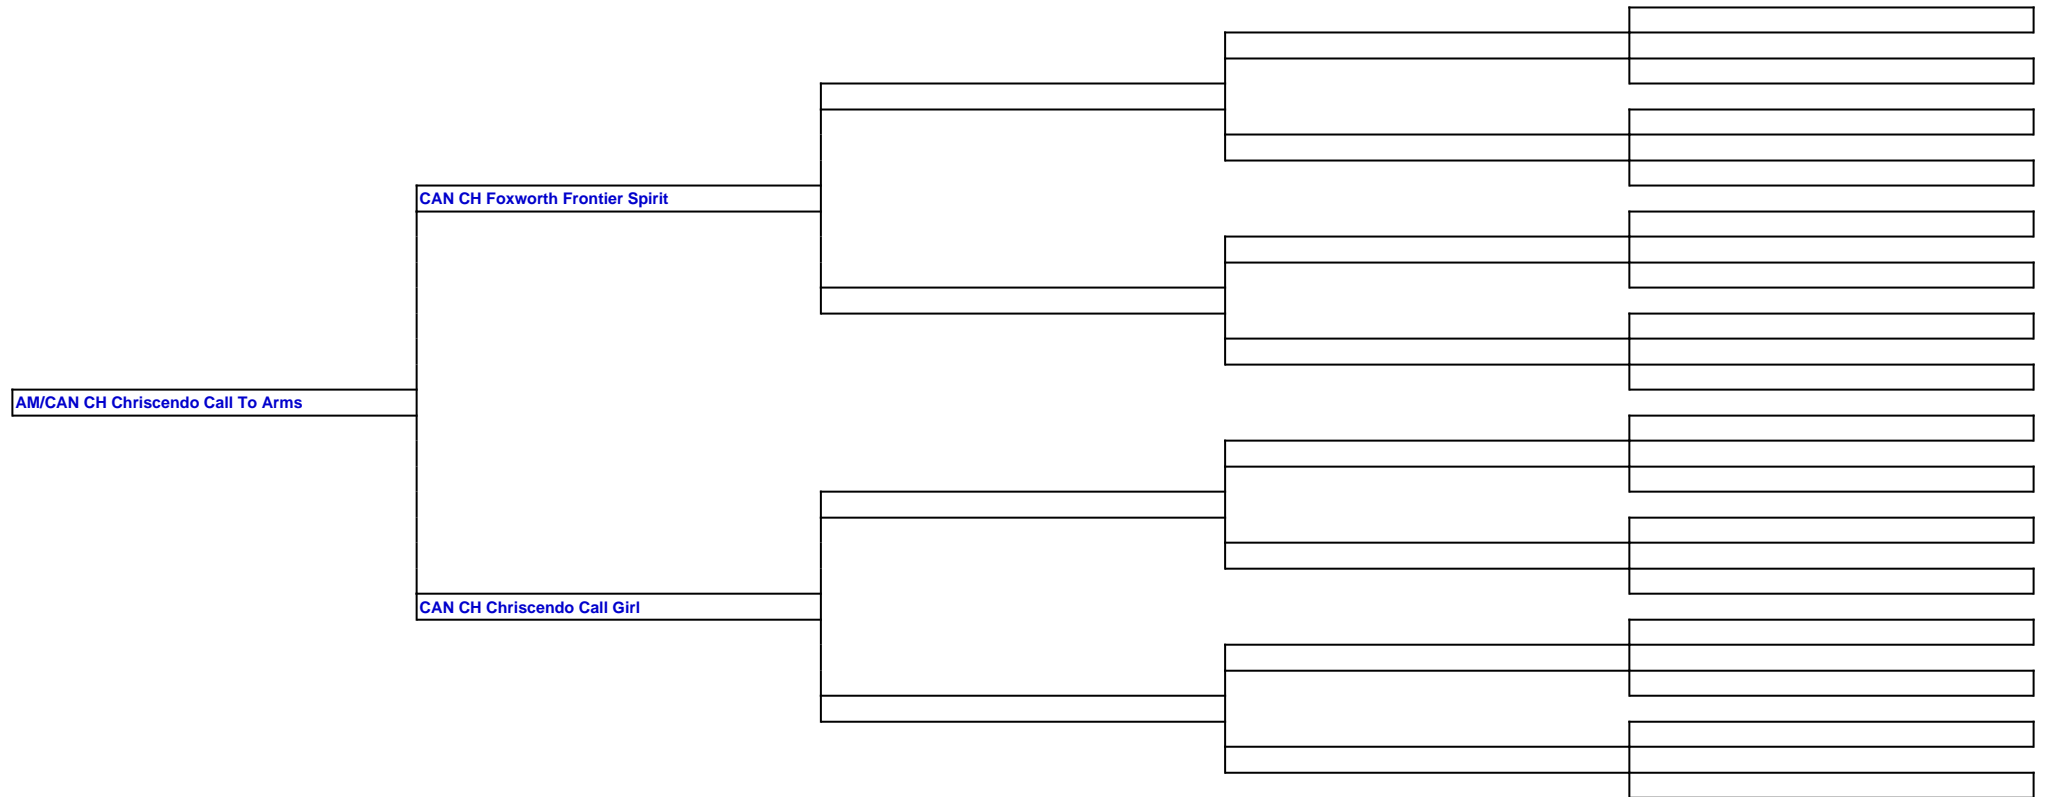 CAN CH Foxworth Frontier Spirit
AM/CAN CH Chriscendo Call To Arms
CAN CH Chriscendo Call Girl